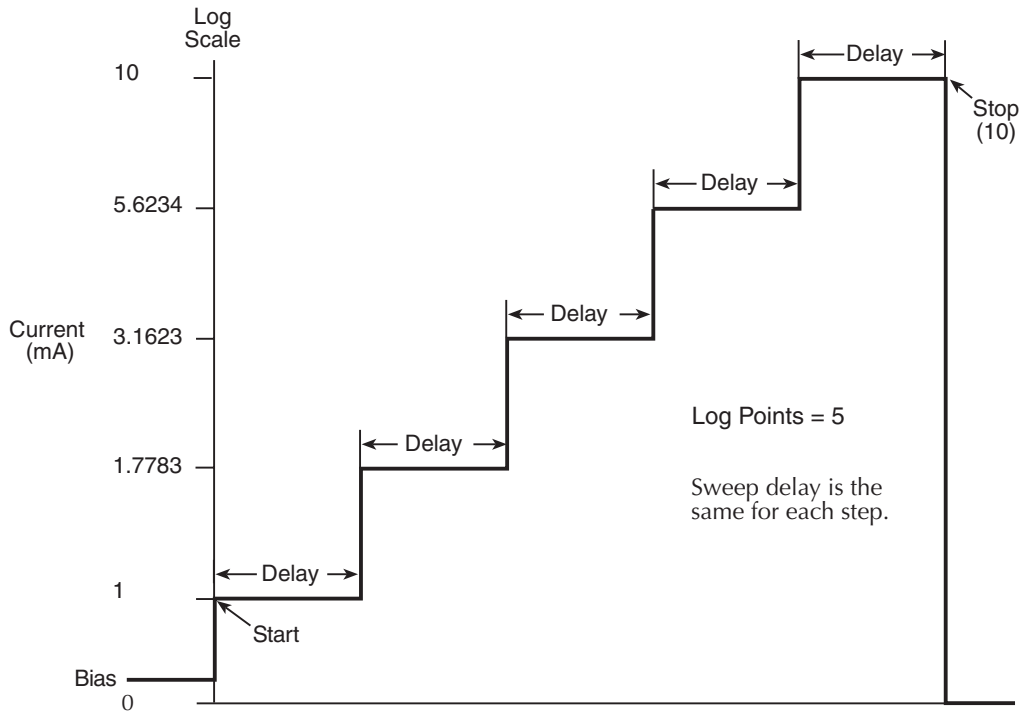 Log
Scale
10
Delay
Stop
(10)
Delay
5.6234
Delay
Current
(mA)
3.1623
Log Points = 5
Delay
1.7783
Sweep delay is the
same for each step.
Delay
1
Start
Bias
0